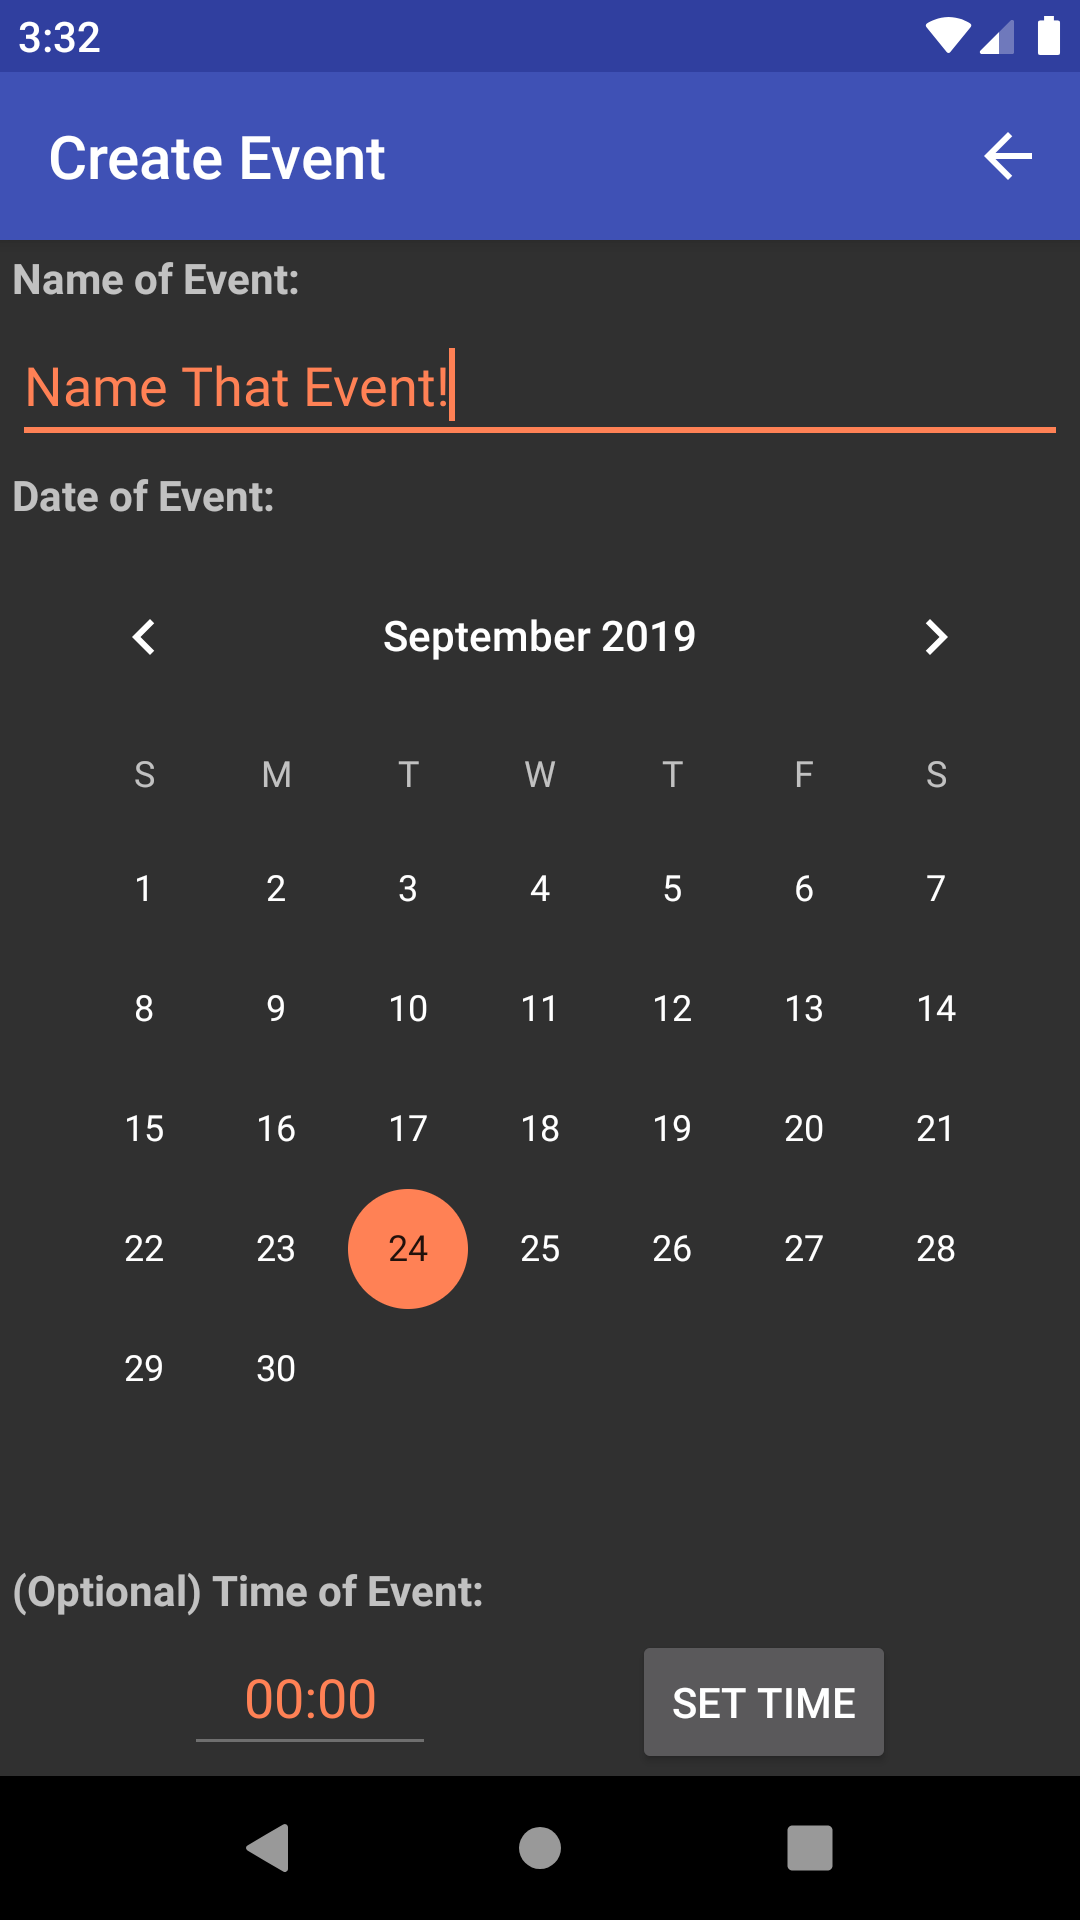 3:32
Create Event
Name of Event:
Name That Event!
Date of Event:
September 2019
S M T W T F S
1 2 3 4 5 6 7
8 9 10 11 12 13 14
15 16 17 18 19 20 21
22 23 24 25 26 27 28
29 30
(Optional) Time of Event:
00:00 SET TIME